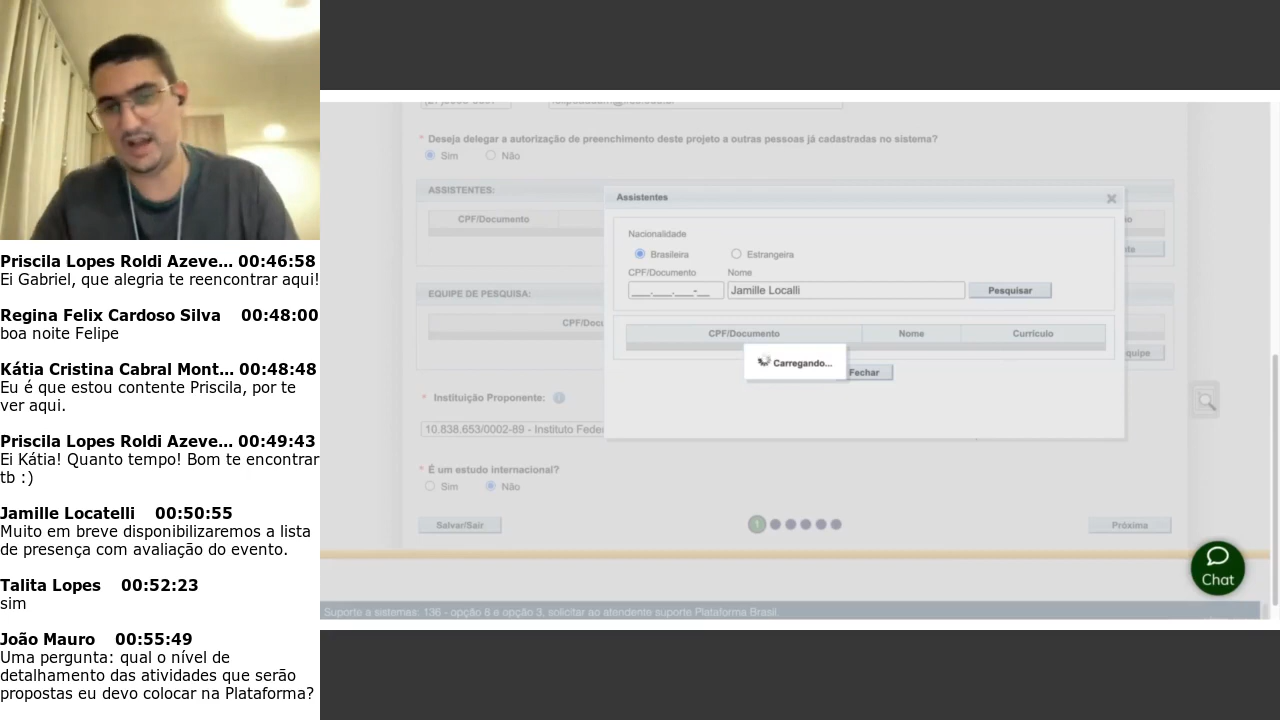 Priscila Lopes Roldi Azeve... 00:46:58
Ei Gabriel, que alegria te reencontrar aqui!
Regina Felix Cardoso Silva 00:48:00
boa noite Felipe
Kátia Cristina Cabral Mont... 00:48:48
Eu é que estou contente Priscila, por te
ver aqui.
Priscila Lopes Roldi Azeve... 00:49:43
Ei Kátia! Quanto tempo! Bom te encontrar
tb :)
Jamille Locatelli 00:50:55
Muito em breve disponibilizaremos a lista
de presença com avaliação do evento.
Talita Lopes 00:52:23
sim
João Mauro 00:55:49
Uma pergunta: qual o nível de
detalhamento das atividades que serão
propostas eu devo colocar na Plataforma?
* Deseja delegar a autorização de preenchimento deste projeto a outras pessoas já cadastradas no sistema?
Sim Não
ASSISTENTES:
CPF/Documento
Assistentes
Nacionalidade
Brasileira Estrangeira
CPF/Documento Nome
___.___.___-__ Jamille Localli Pesquisar
CPF/Documento Nome Currículo
Carregando...
Fechar
EQUIPE DE PESQUISA:
CPF/Docu
quipe
* Instituição Proponente:
10.838.653/0002-89 - Instituto Feder
* É um estudo internacional?
Sim Não
Salvar/Sair 1 Próxima
Chat
Suporte a sistemas: 136 - opção 8 e opção 3, solicitar ao atendente suporte Plataforma Brasil.